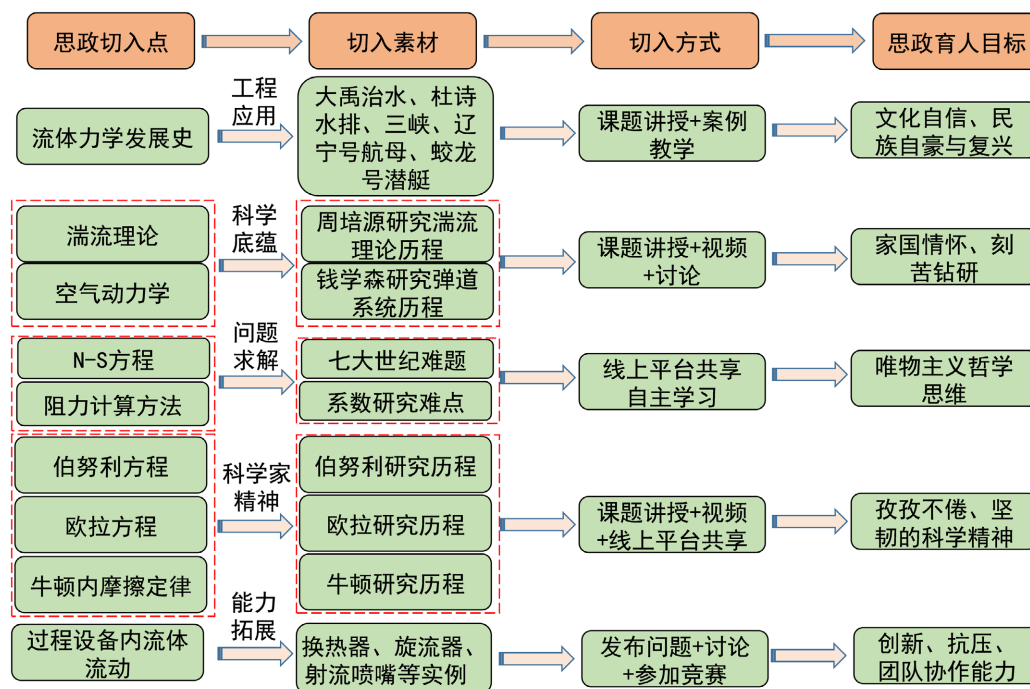 思政切入点
切入素材
切入方式
思政育人目标
流体力学发展史
工程
应用
大禹治水、杜诗
水排、三峡、辽
宁号航母、蛟龙
号潜艇
课题讲授+案例
教学
文化自信、民
族自豪与复兴
湍流理论
空气动力学
科学
底蕴
周培源研究湍流
理论历程
钱学森研究弹道
系统历程
课题讲授+视频
+讨论
家国情怀、刻
苦钻研
N-S方程
阻力计算方法
问题
求解
七大世纪难题
系数研究难点
线上平台共享
自主学习
唯物主义哲学
思维
伯努利方程
欧拉方程
牛顿内摩擦定律
科学家
精神
伯努利研究历程
欧拉研究历程
牛顿研究历程
课题讲授+视频
+线上平台共享
孜孜不倦、坚
韧的科学精神
过程设备内流体
流动
能力
拓展
换热器、旋流器、
射流喷嘴等实例
发布问题+讨论
+参加竞赛
创新、抗压、
团队协作能力